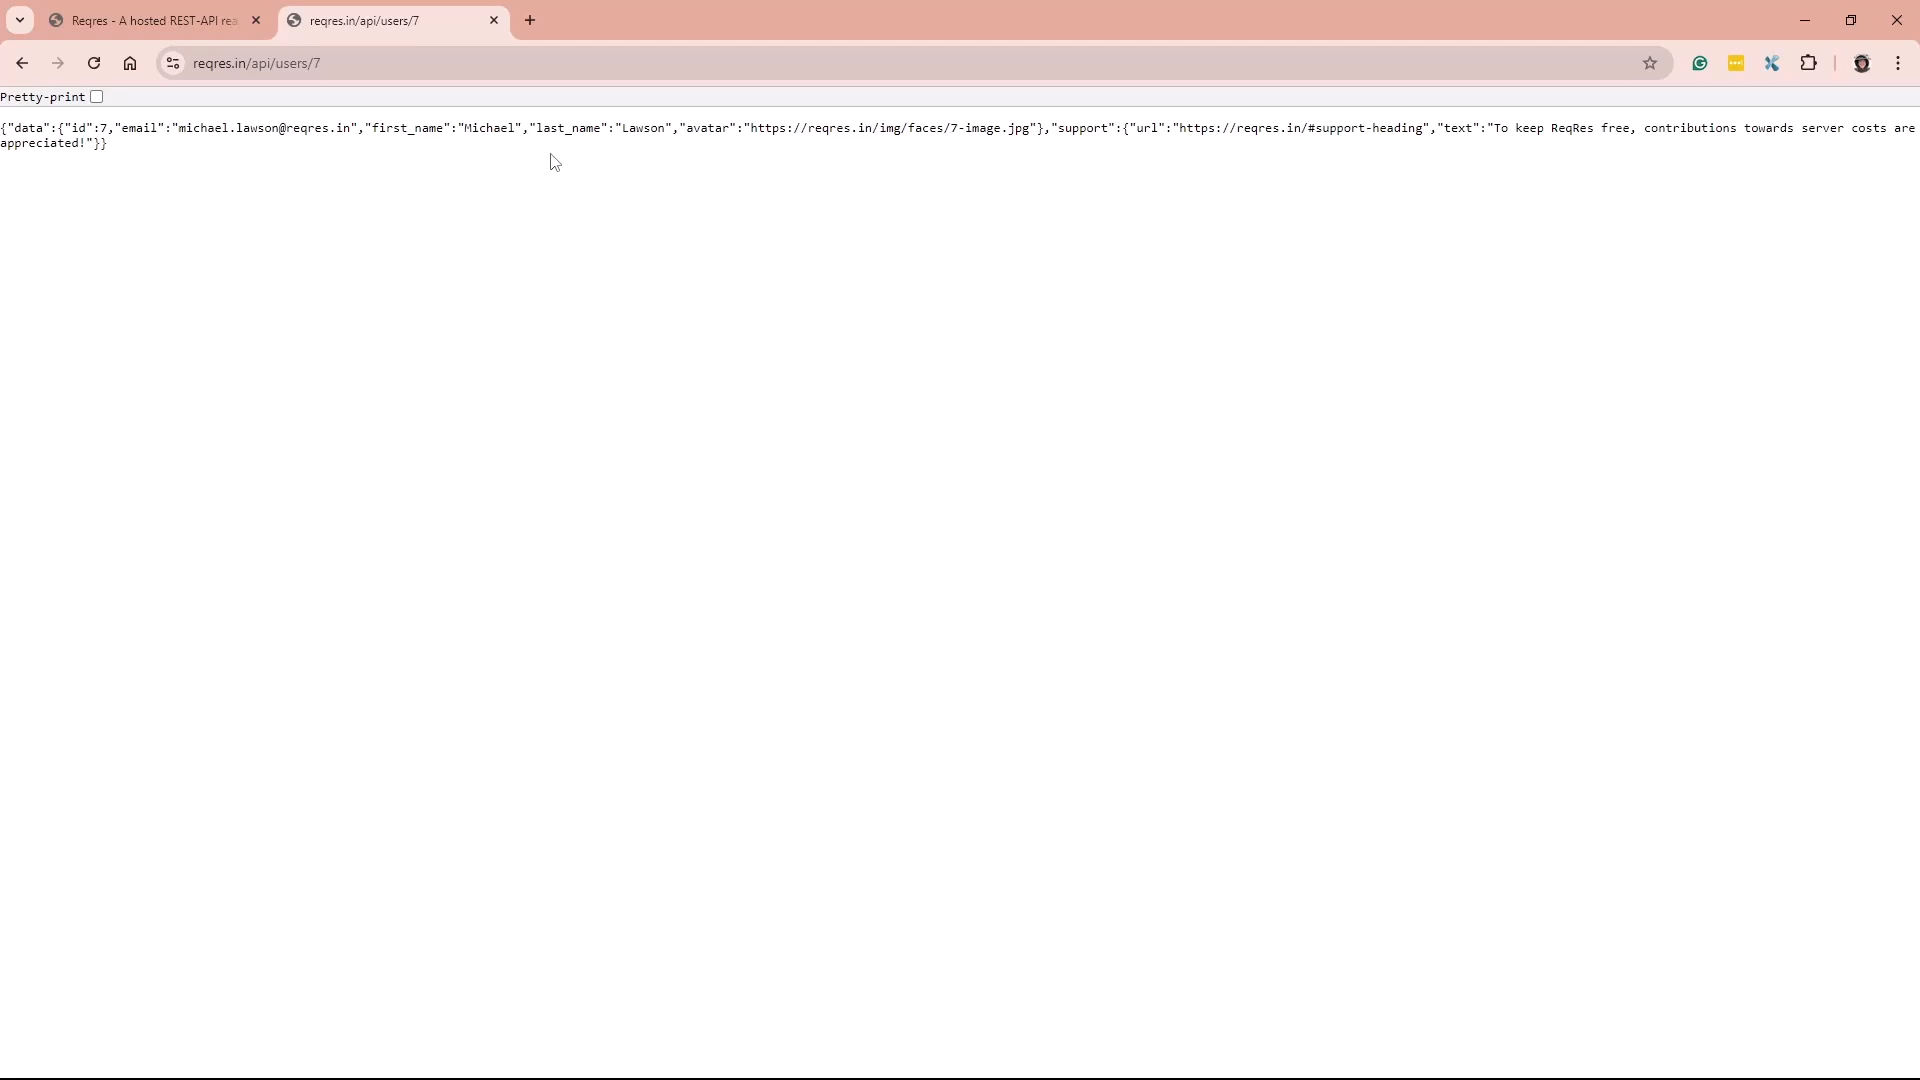 Reqres - A hosted REST-API rea
reqres.in/api/users/7
reqres.in/api/users/7
Pretty-print
{"data":{"id":7,"email":"michael.lawson@reqres.in","first_name":"Michael","last_name":"Lawson","avatar":"https://reqres.in/img/faces/7-image.jpg"},"support":{"url":"https://reqres.in/#support-heading","text":"To keep ReqRes free, contributions towards server costs are
appreciated!"}}